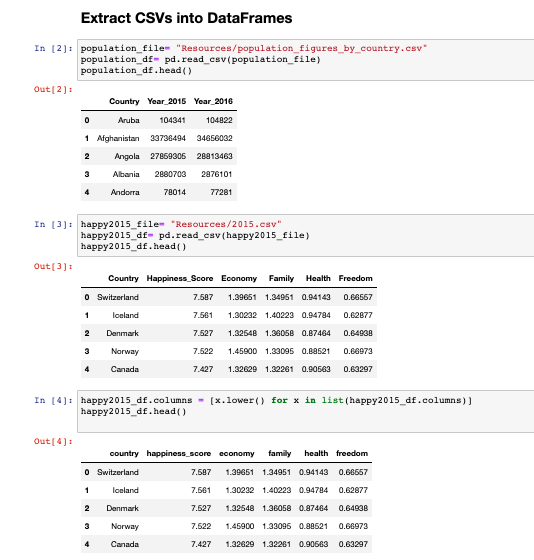 Extract CSVs into DataFrames
In [2]: population_file= "Resources/population_figures_by_country.csv"
population_df= pd.read_csv(population_file)
population_df.head()
Out[2]:
Country Year_2015 Year_2016
0 Aruba 104341 104822
1 Afghanistan 33736494 34656032
2 Angola 27859305 28813463
3 Albania 2880703 2876101
4 Andorra 78014 77281
In [3]: happy2015_file= "Resources/2015.csv"
happy2015_df= pd.read_csv(happy2015_file)
happy2015_df.head()
Out[3]:
Country Happiness_Score Economy Family Health Freedom
0 Switzerland 7.587 1.39651 1.34951 0.94143 0.66557
1 Iceland 7.561 1.30232 1.40223 0.94784 0.62877
2 Denmark 7.527 1.32548 1.36058 0.87464 0.64938
3 Norway 7.522 1.45900 1.33095 0.88521 0.66973
4 Canada 7.427 1.32629 1.32261 0.90563 0.63297
In [4]: happy2015_df.columns = [x.lower() for x in list(happy2015_df.columns)]
happy2015_df.head()
Out[4]:
country happiness_score economy family health freedom
0 Switzerland 7.587 1.39651 1.34951 0.94143 0.66557
1 Iceland 7.561 1.30232 1.40223 0.94784 0.62877
2 Denmark 7.527 1.32548 1.36058 0.87464 0.64938
3 Norway 7.522 1.45900 1.33095 0.88521 0.66973
4 Canada 7.427 1.32629 1.32261 0.90563 0.63297